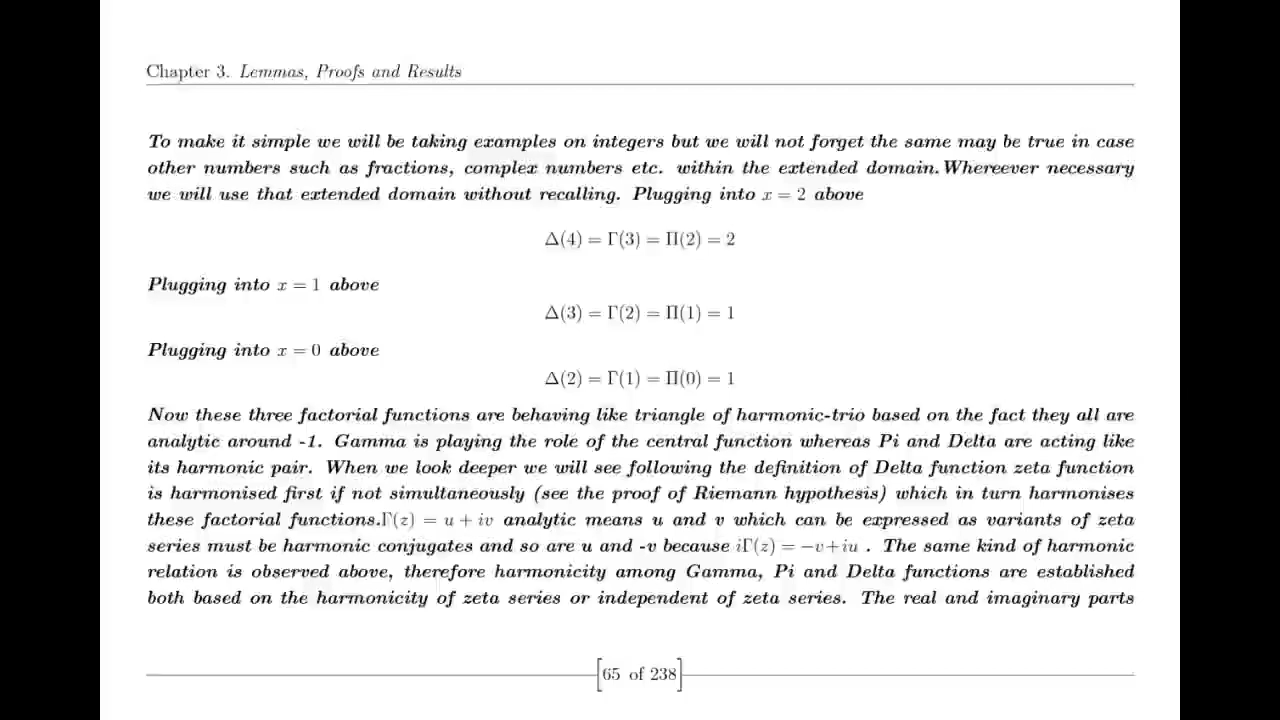 Chapter 3. Lemmas, Proofs and Results
To make it simple we will be taking examples on integers but we will not forget the same may be true in case
other numbers such as fractions, complex numbers etc. within the extended domain.Whereever necessary
we will use that extended domain without recalling. Plugging into x = 2 above
Δ(4) = Γ(3) = Π(2) = 2
Plugging into x = 1 above
Δ(3) = Γ(2) = Π(1) = 1
Plugging into x = 0 above
Δ(2) = Γ(1) = Π(0) = 1
Now these three factorial functions are behaving like triangle of harmonic-trio based on the fact they all are
analytic around -1. Gamma is playing the role of the central function whereas Pi and Delta are acting like
its harmonic pair. When we look deeper we will see following the definition of Delta function zeta function
is harmonised first if not simultaneously (see the proof of Riemann hypothesis) which in turn harmonises
these factorial functions.Γ(z) = u + iv analytic means u and v which can be expressed as variants of zeta
series must be harmonic conjugates and so are u and -v because iΓ(z) = −v+iu . The same kind of harmonic
relation is observed above, therefore harmonicity among Gamma, Pi and Delta functions are established
both based on the harmonicity of zeta series or independent of zeta series. The real and imaginary parts
65 of 238